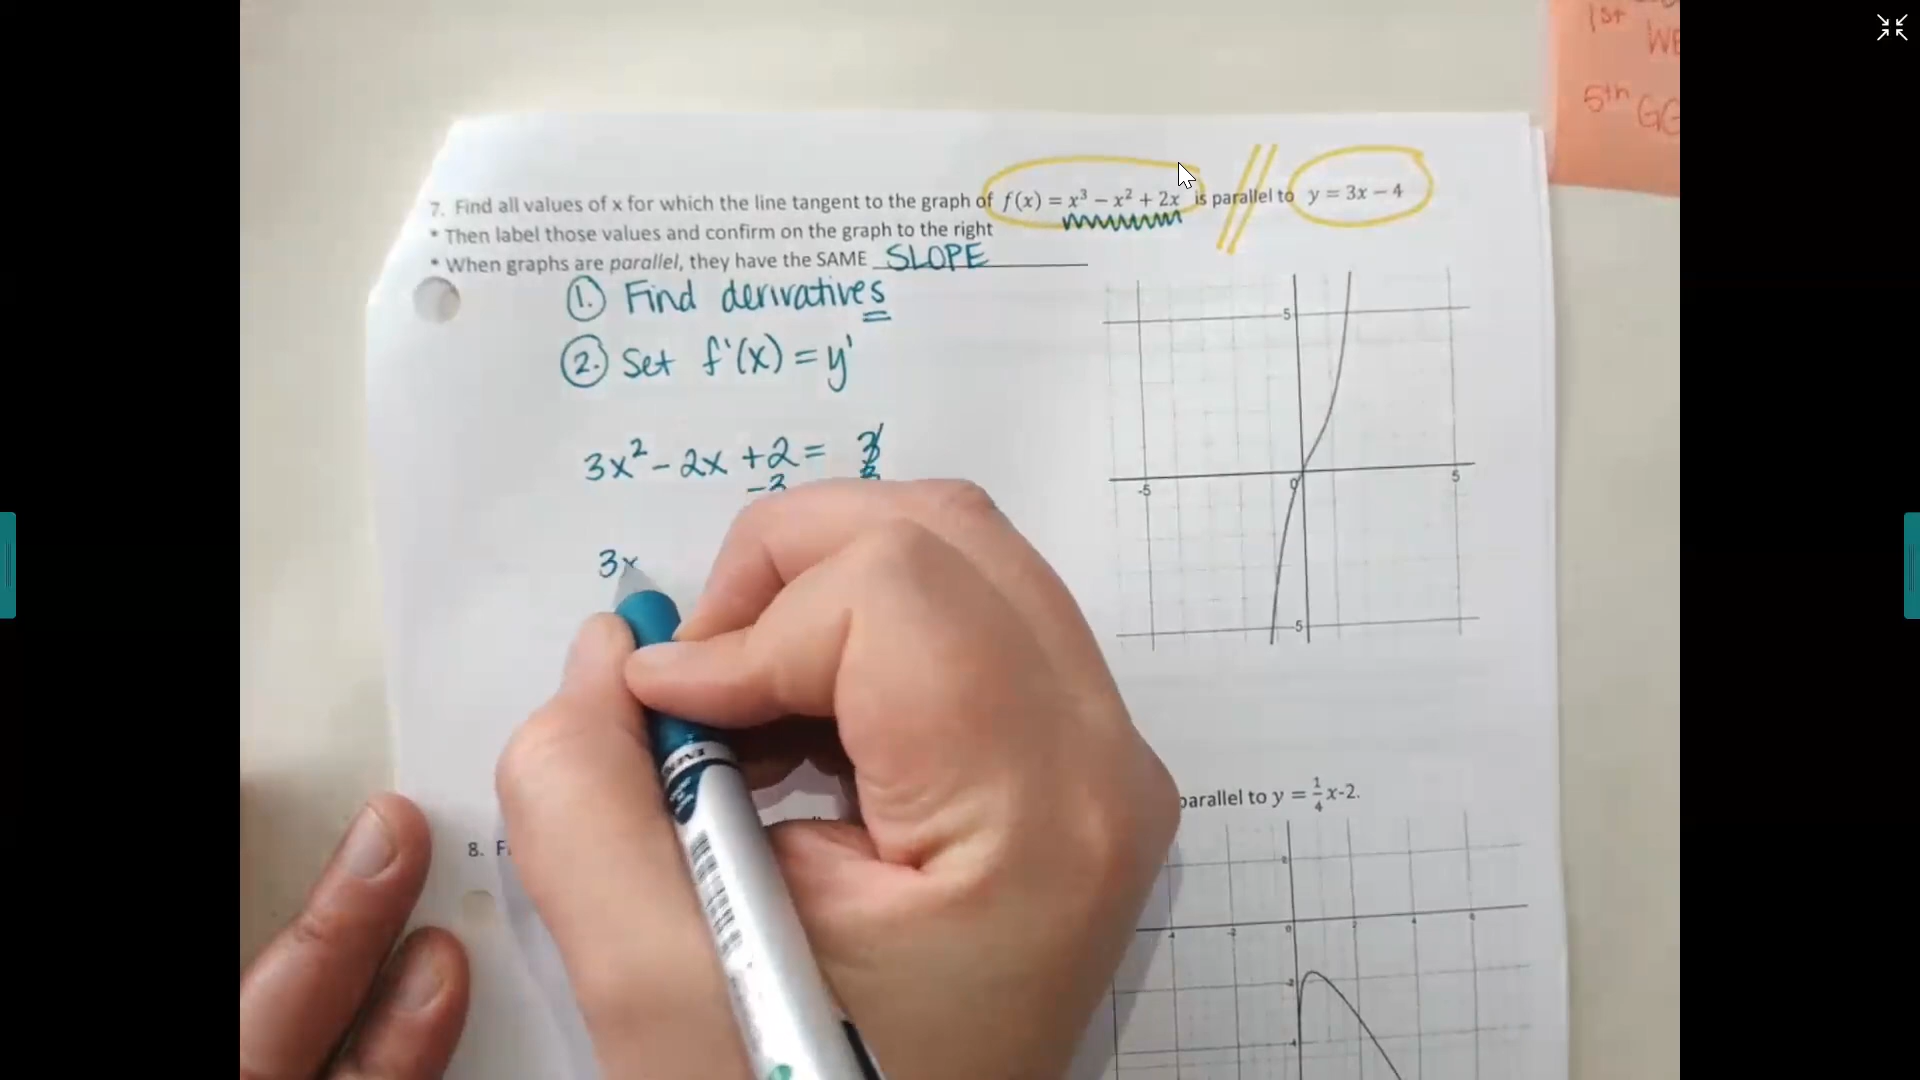 1st WE
5th GG
7. Find all values of x for which the line tangent to the graph of f(x) = x³ − x² + 2x is parallel to y = 3x − 4
* Then label those values and confirm on the graph to the right
* When graphs are parallel, they have the SAME SLOPE
1. Find derivatives
2. Set f'(x) = y'
3x² - 2x + 2 = 3
-3
3x
5
-5 0 5
-5
parallel to y = 1/4 x-2.
8. F